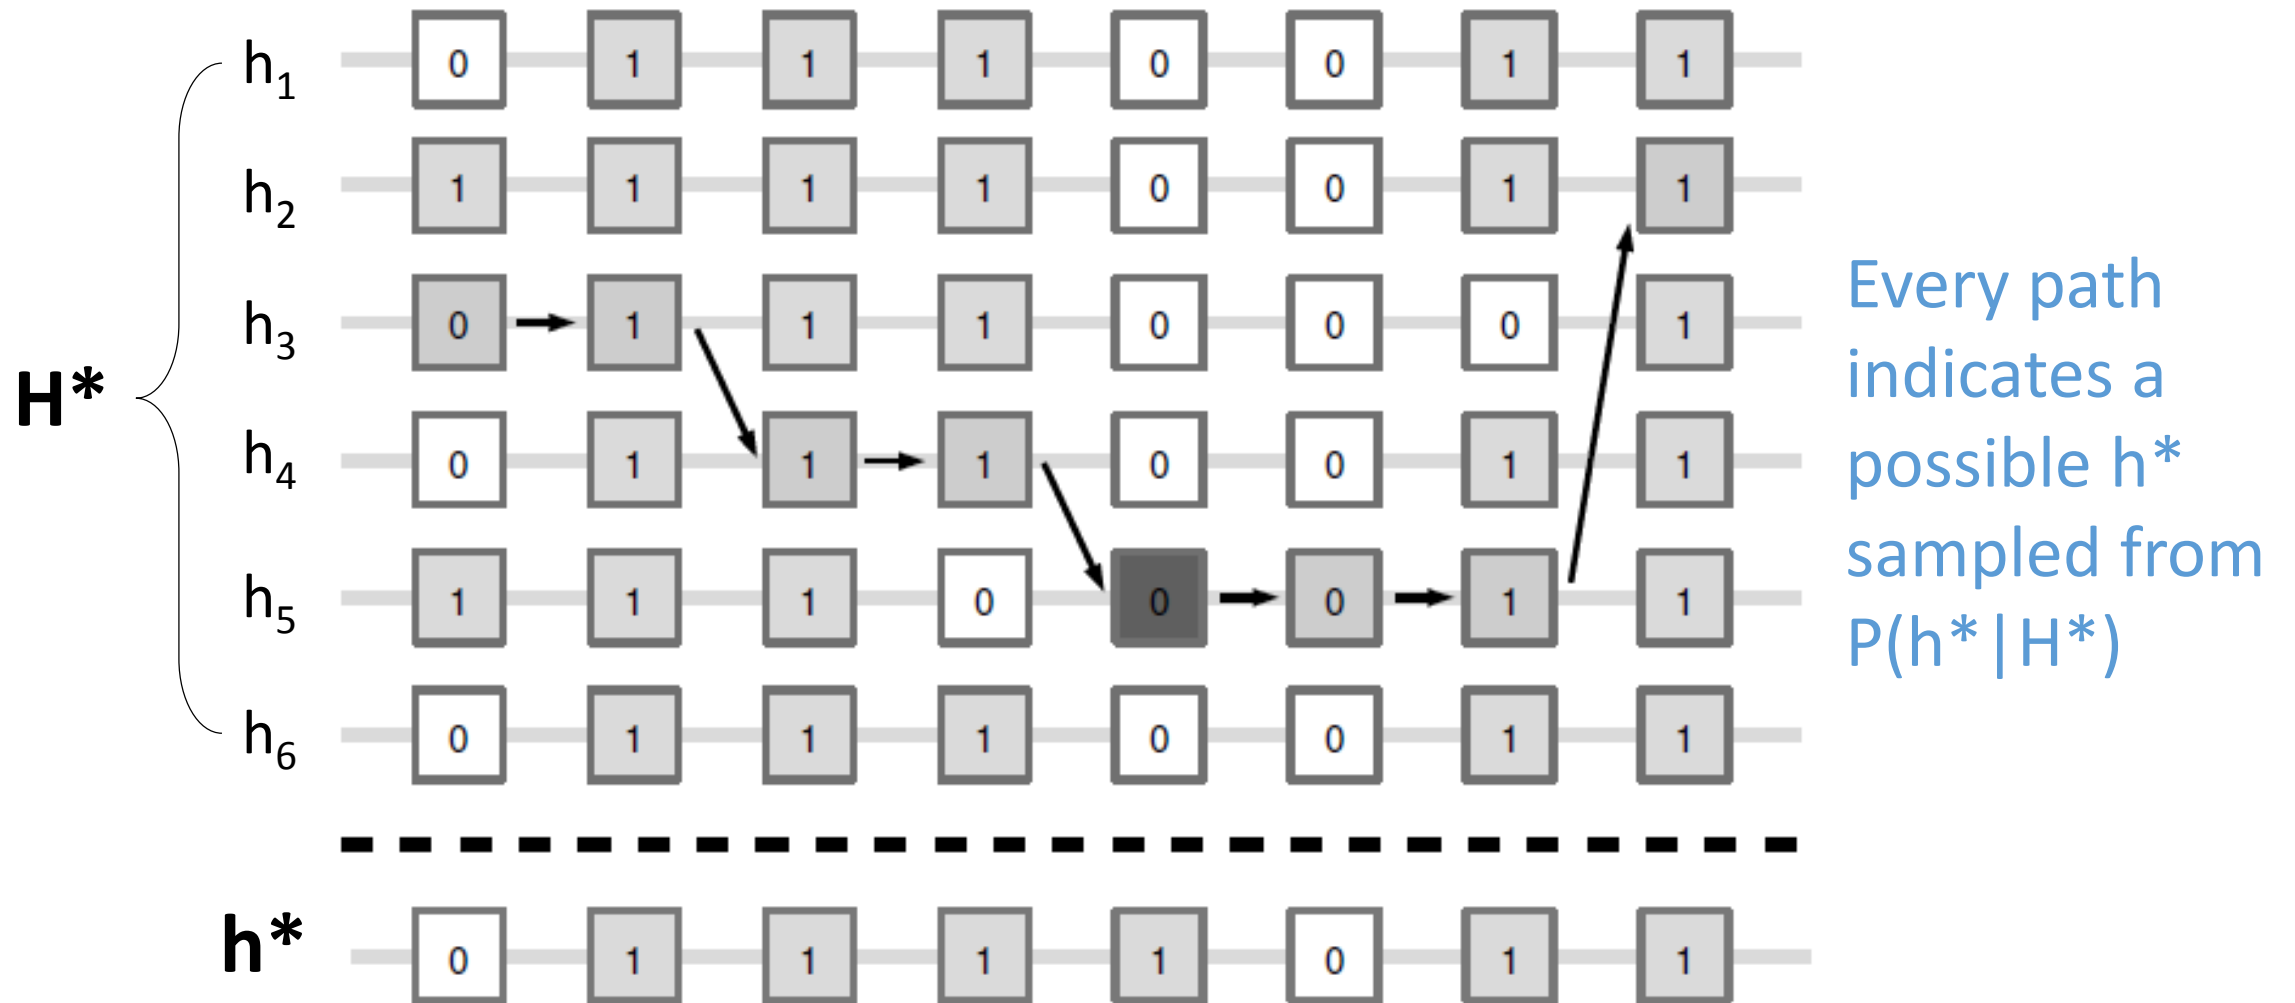 h1 0 1 1 1 0 0 1 1
h2 1 1 1 1 0 0 1 1
h3 0 1 1 1 0 0 0 1
H*
h4 0 1 1 1 0 0 1 1
h5 1 1 1 0 0 0 1 1
h6 0 1 1 1 0 0 1 1
h* 0 1 1 1 1 0 1 1
Every path
indicates a
possible h*
sampled from
P(h*|H*)